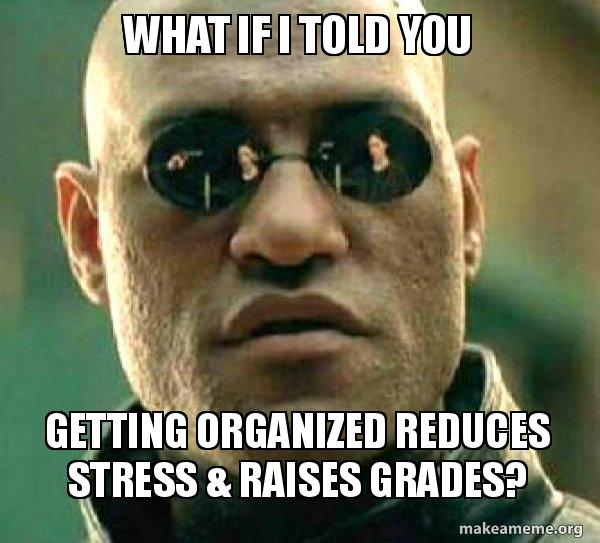 WHAT IF I TOLD YOU
GETTING ORGANIZED REDUCES
STRESS & RAISES GRADES?
makeameme.org